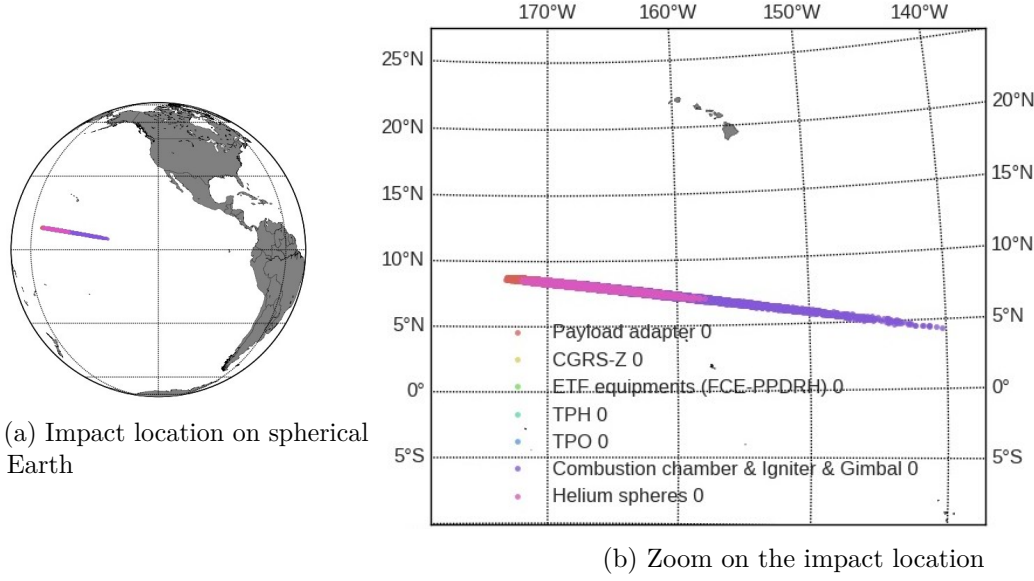 170°W 160°W 150°W 140°W
25°N
20°N
20°N
15°N
15°N
10°N
10°N
5°N
5°N
Payload adapter 0
CGRS-Z 0
ETF equipments (FCE-PPDRH) 0
0°
0°
TPH 0
TPO 0
5°S
5°S
Combustion chamber & Igniter & Gimbal 0
Helium spheres 0
(a) Impact location on spherical
Earth
(b) Zoom on the impact location